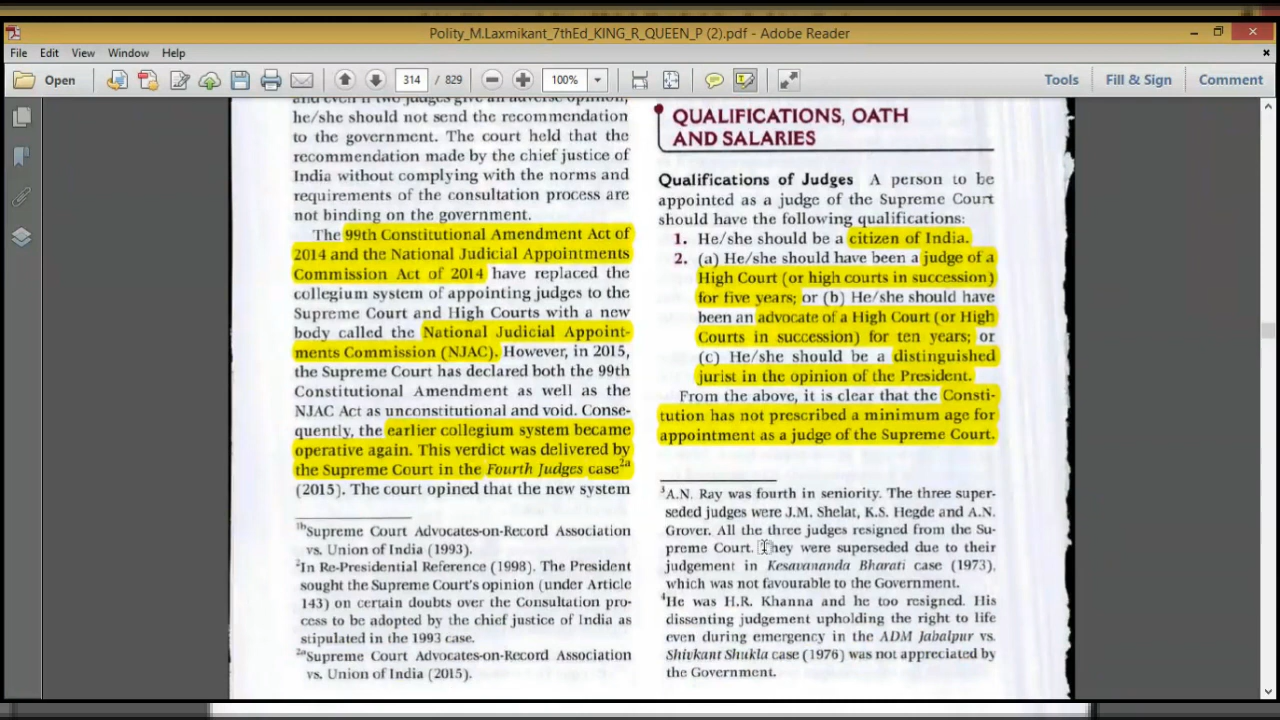 Polity_M.Laxmikant_7thEd_KING_R_QUEEN_P (2).pdf - Adobe Reader
File Edit View Window Help
Open 314 / 829 100% Tools Fill & Sign Comment
and even if two judges give an adverse opinion,
he/she should not send the recommendation
to the government. The court held that the
recommendation made by the chief justice of
India without complying with the norms and
requirements of the consultation process are
not binding on the government.
The 99th Constitutional Amendment Act of
2014 and the National Judicial Appointments
Commission Act of 2014 have replaced the
collegium system of appointing judges to the
Supreme Court and High Courts with a new
body called the National Judicial Appoint-
ments Commission (NJAC). However, in 2015,
the Supreme Court has declared both the 99th
Constitutional Amendment as well as the
NJAC Act as unconstitutional and void. Conse-
quently, the earlier collegium system became
operative again. This verdict was delivered by
the Supreme Court in the Fourth Judges case2a
(2015). The court opined that the new system
1bSupreme Court Advocates-on-Record Association
vs. Union of India (1993).
2In Re-Presidential Reference (1998). The President
sought the Supreme Court's opinion (under Article
143) on certain doubts over the Consultation pro-
cess to be adopted by the chief justice of India as
stipulated in the 1993 case.
2aSupreme Court Advocates-on-Record Association
vs. Union of India (2015).
QUALIFICATIONS, OATH
AND SALARIES
Qualifications of Judges A person to be
appointed as a judge of the Supreme Court
should have the following qualifications:
1. He/she should be a citizen of India.
2. (a) He/she should have been a judge of a
High Court (or high courts in succession)
for five years; or (b) He/she should have
been an advocate of a High Court (or High
Courts in succession) for ten years; or
(c) He/she should be a distinguished
jurist in the opinion of the President.
From the above, it is clear that the Consti-
tution has not prescribed a minimum age for
appointment as a judge of the Supreme Court.
3A.N. Ray was fourth in seniority. The three super-
seded judges were J.M. Shelat, K.S. Hegde and A.N.
Grover. All the three judges resigned from the Su-
preme Court. They were superseded due to their
judgement in Kesavananda Bharati case (1973),
which was not favourable to the Government.
4He was H.R. Khanna and he too resigned. His
dissenting judgement upholding the right to life
even during emergency in the ADM Jabalpur vs.
Shivkant Shukla case (1976) was not appreciated by
the Government.